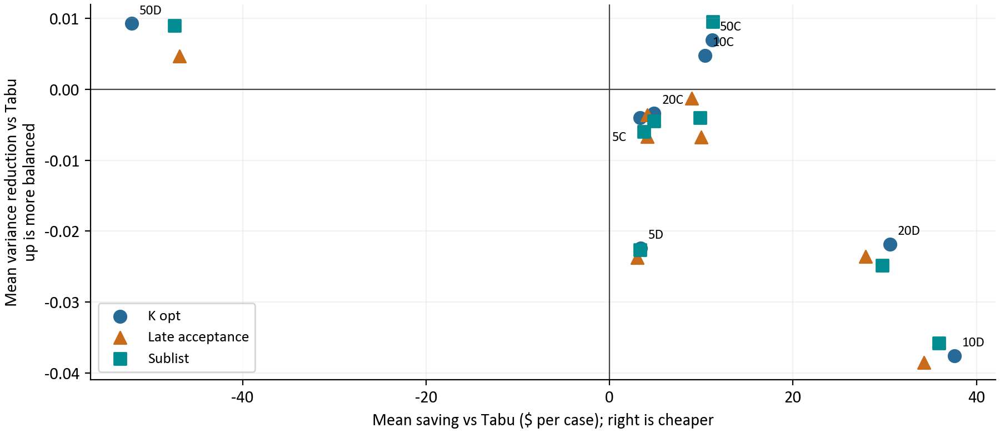 Mean variance reduction vs Tabu
up is more balanced
0.01
0.00
-0.01
-0.02
-0.03
-0.04
50D
50C
10C
20C
5C
5D
20D
10D
K opt
Late acceptance
Sublist
-40
-20
0
20
40
Mean saving vs Tabu ($ per case); right is cheaper